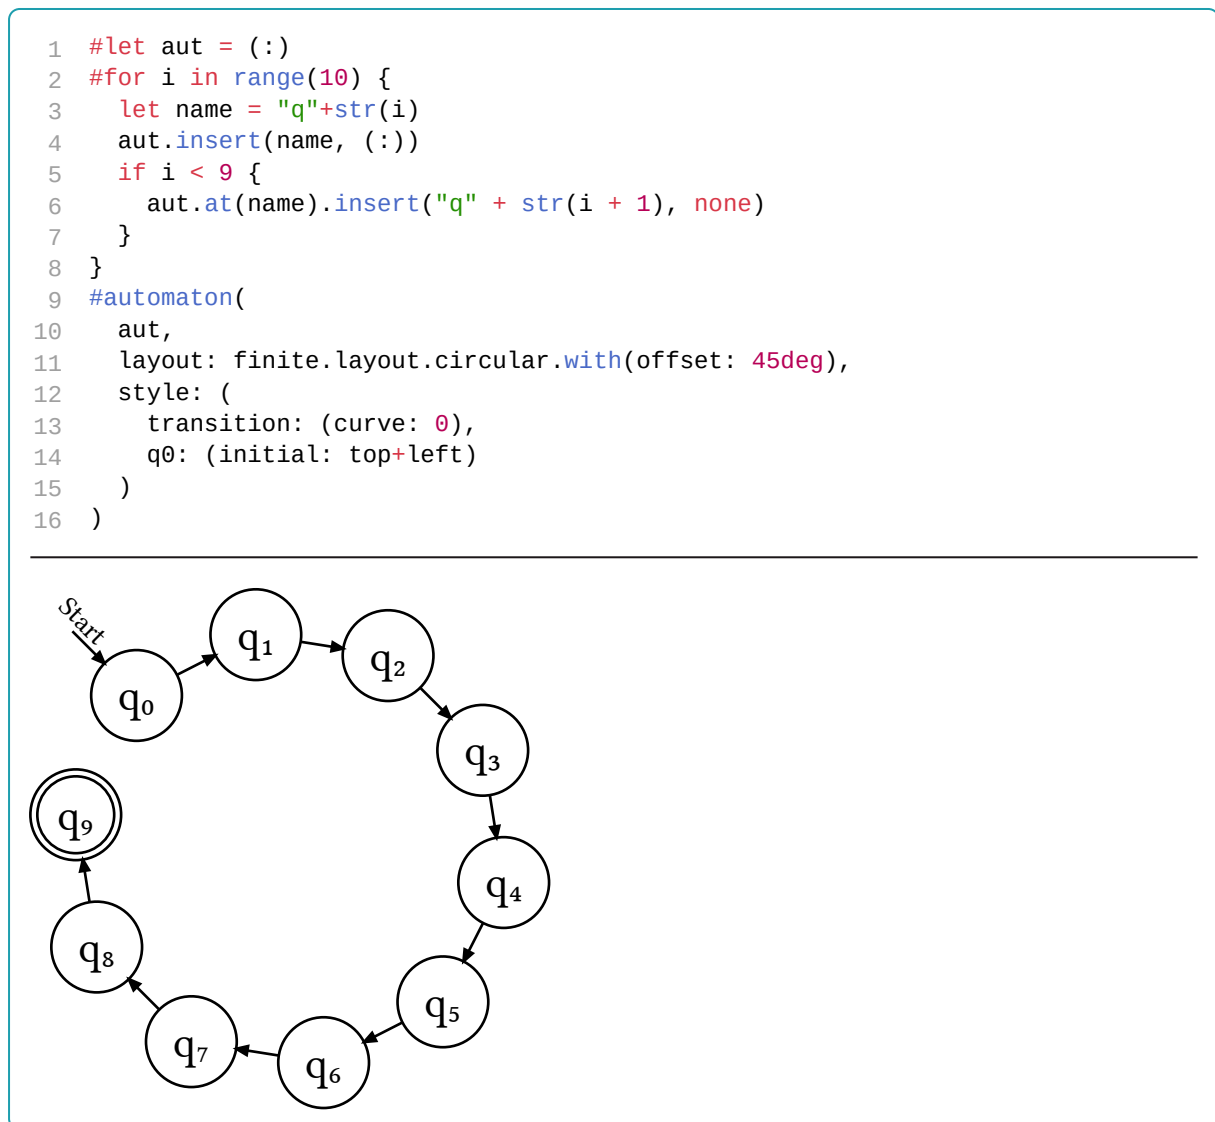 1 #let aut = (:)
2 #for i in range(10) {
3   let name = "q"+str(i)
4   aut.insert(name, (:))
5   if i < 9 {
6     aut.at(name).insert("q" + str(i + 1), none)
7   }
8 }
9 #automaton(
10   aut,
11   layout: finite.layout.circular.with(offset: 45deg),
12   style: (
13     transition: (curve: 0),
14     q0: (initial: top+left)
15   )
16 )
Start
q₀
q₁
q₂
q₃
q₄
q₅
q₆
q₇
q₈
q₉